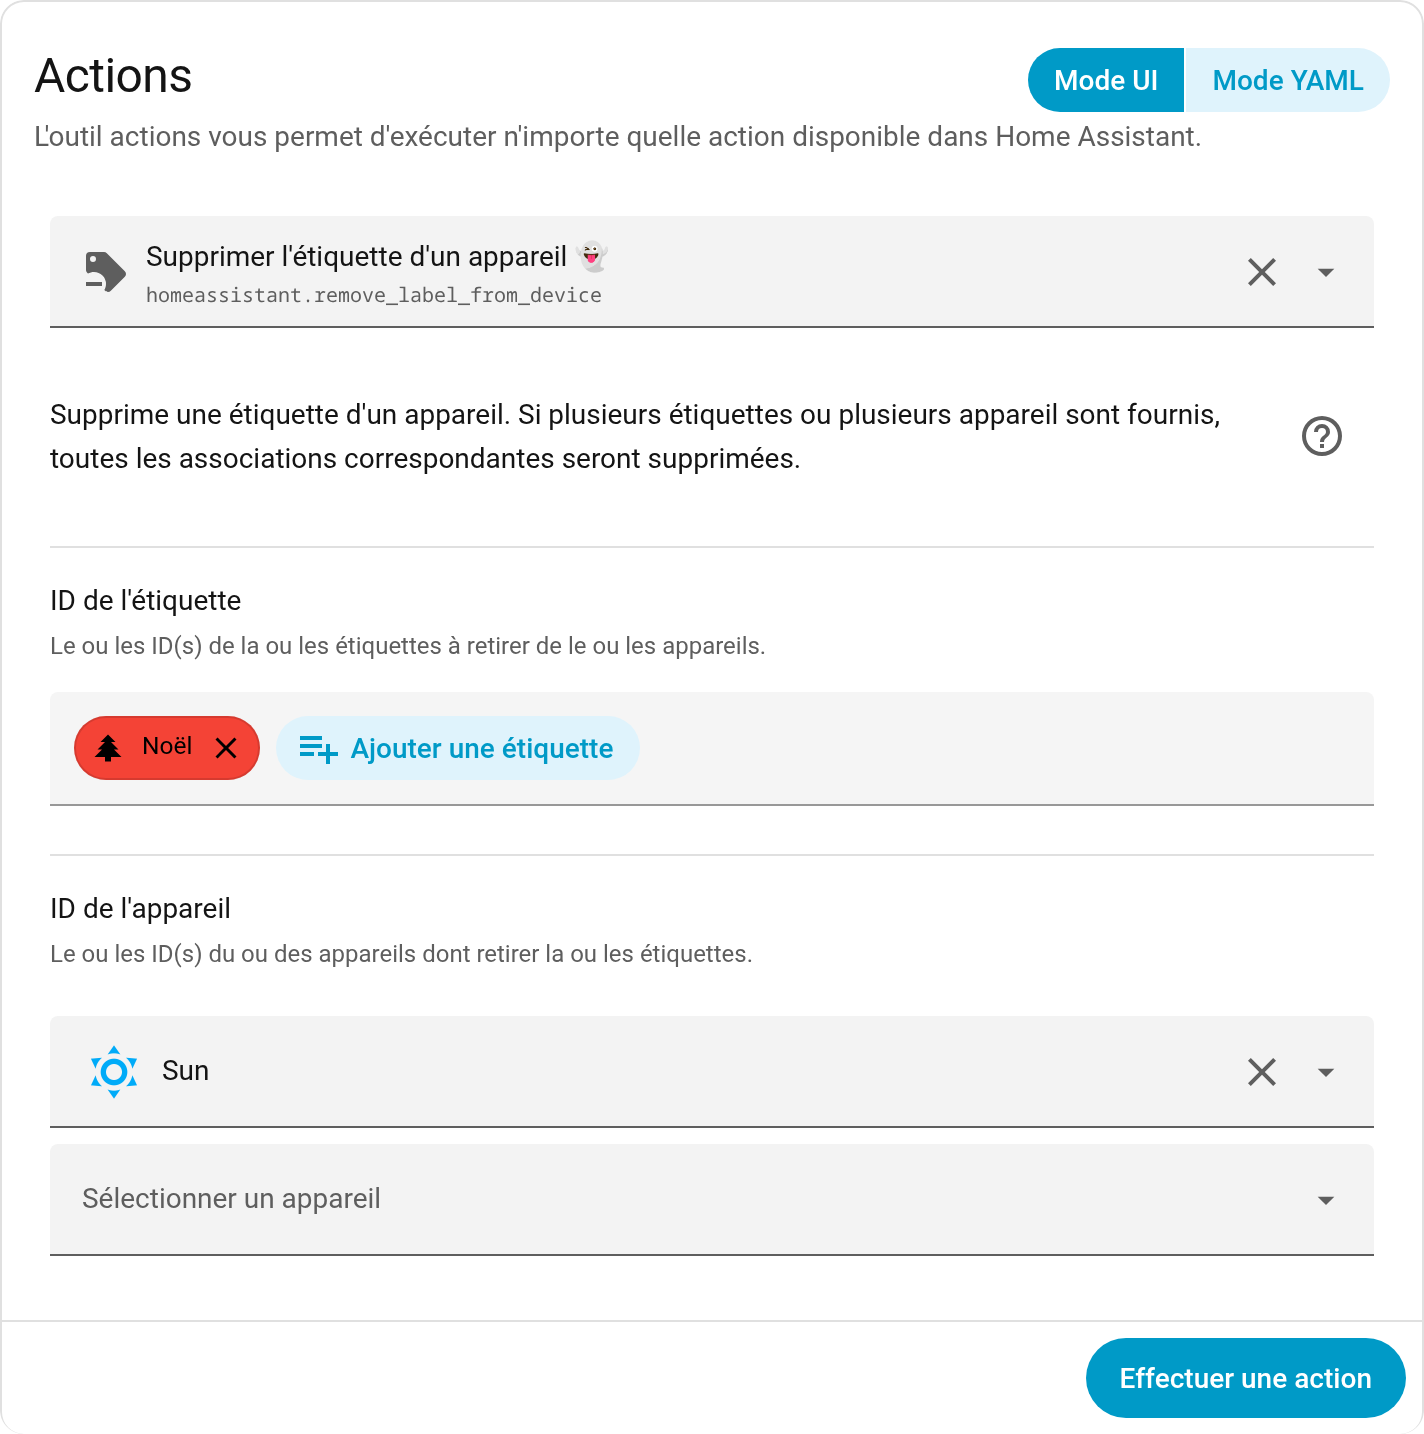 Actions
Mode UI
Mode YAML
L'outil actions vous permet d'exécuter n'importe quelle action disponible dans Home Assistant.
Supprimer l'étiquette d'un appareil 👻
homeassistant.remove_label_from_device
Supprime une étiquette d'un appareil. Si plusieurs étiquettes ou plusieurs appareil sont fournis,
toutes les associations correspondantes seront supprimées.
ID de l'étiquette
Le ou les ID(s) de la ou les étiquettes à retirer de le ou les appareils.
Noël
Ajouter une étiquette
ID de l'appareil
Le ou les ID(s) du ou des appareils dont retirer la ou les étiquettes.
Sun
Sélectionner un appareil
Effectuer une action